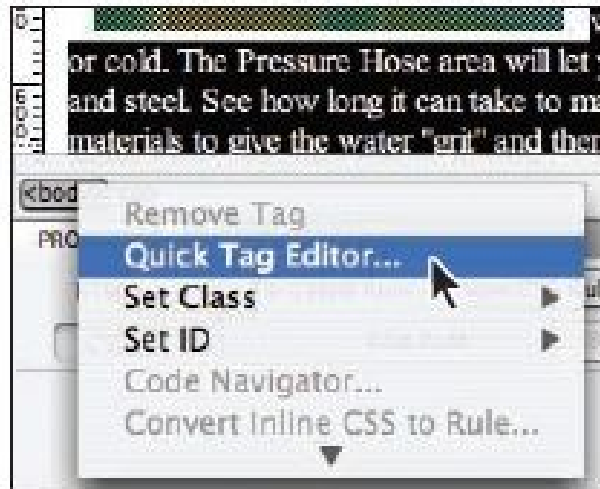 or cold. The Pressure Hose area will let
and steel. See how long it can take to
materials to give the water "grit" and
<bod
PRO
Remove Tag
Quick Tag Editor...
Set Class
Set ID
Code Navigator...
Convert Inline CSS to Rule...